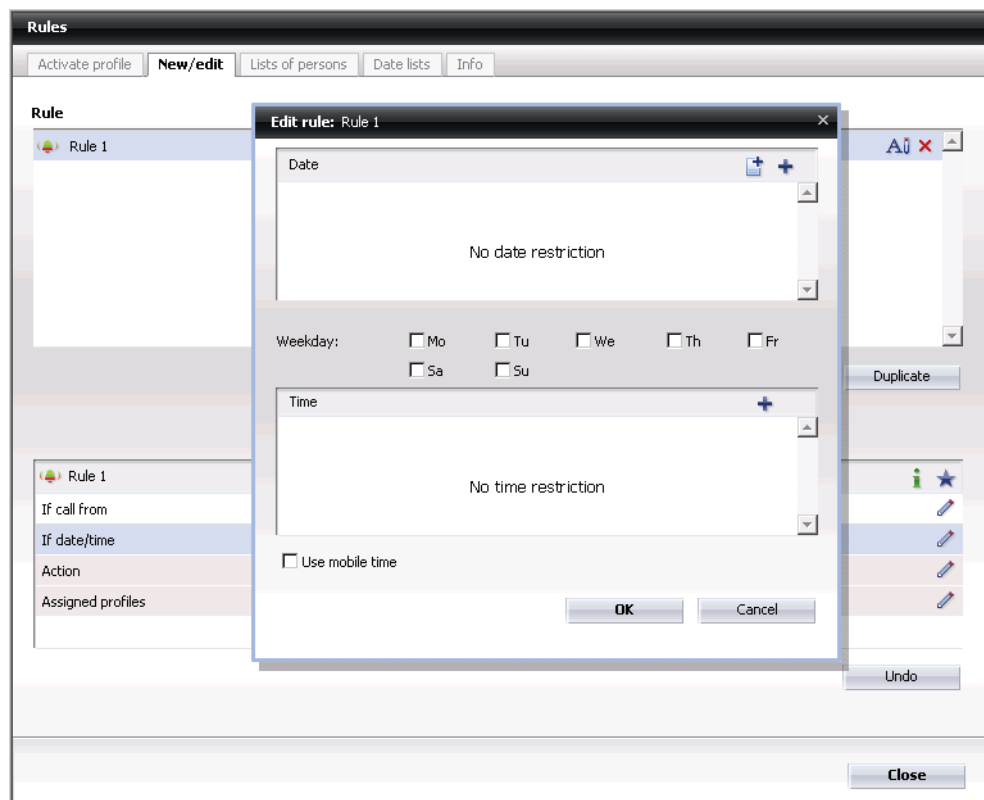 Rules
Activate profile New/edit Lists of persons Date lists Info
Rule
Rule 1
Edit rule: Rule 1
Date
No date restriction
Weekday: Mo Tu We Th Fr
Sa Su
Duplicate
Time
No time restriction
Rule 1
If call from
If date/time
Action
Assigned profiles
Use mobile time
OK Cancel
Undo
Close